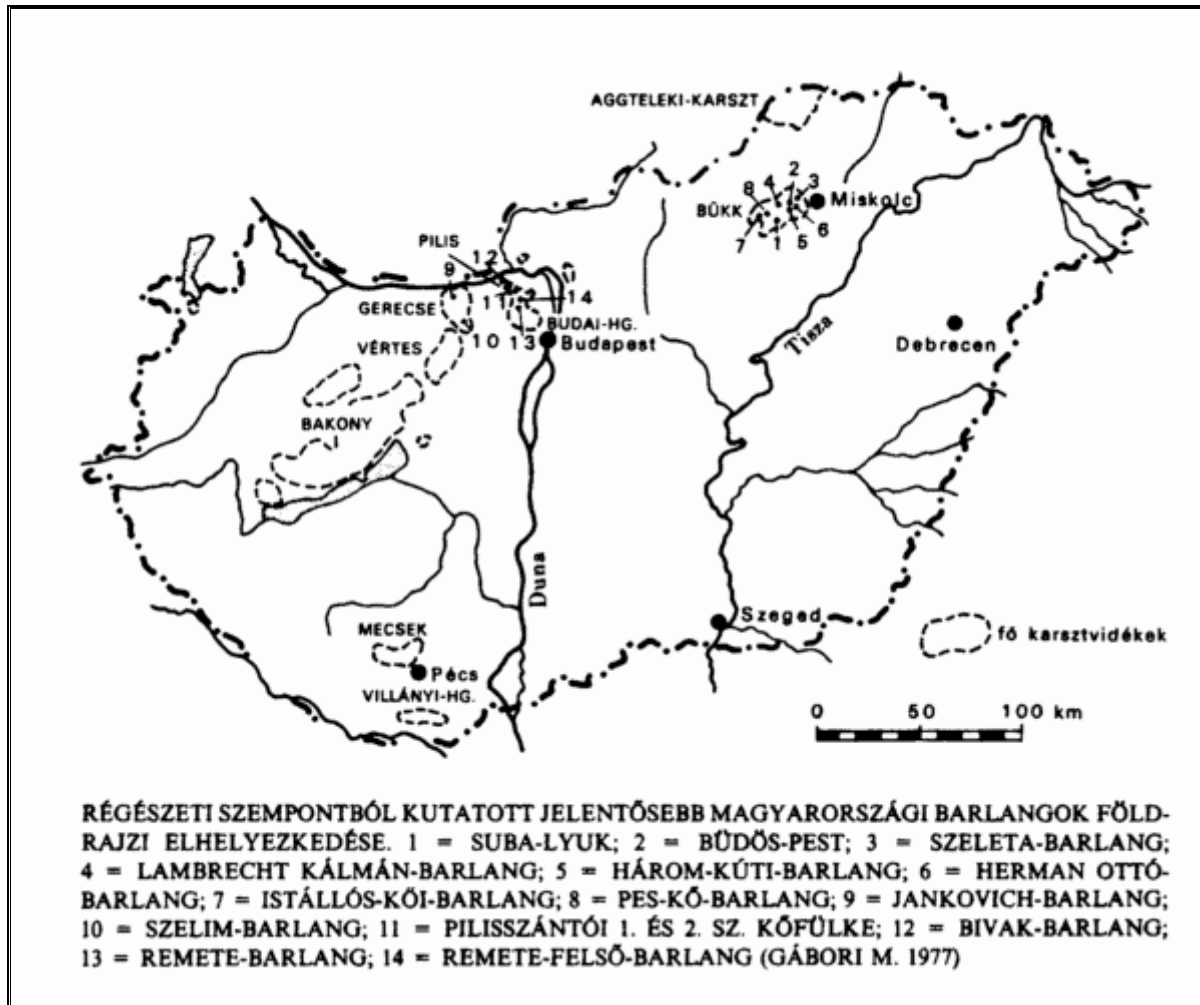 AGGTELEKI-KARSZT
2
8 4 3
BÜKK
Miskolc
7 1 5 6
PILIS
12
9
GERECSE
11
14
BUDAI-HG.
VÉRTES
10
13
Budapest
Tisza
Debrecen
BAKONY
Duna
Szeged
MECSEK
fő karsztvidékek
Pécs
VILLÁNYI-HG.
0 50 100 km
RÉGÉSZETI SZEMPONTBÓL KUTATOTT JELENTŐSEBB MAGYARORSZÁGI BARLANGOK FÖLD-
RAJZI ELHELYEZKEDÉSE. 1 = SUBA-LYUK; 2 = BÜDÖS-PEST; 3 = SZELETA-BARLANG;
4 = LAMBRECHT KÁLMÁN-BARLANG; 5 = HÁROM-KÚTI-BARLANG; 6 = HERMAN OTTÓ-
BARLANG; 7 = ISTÁLLÓS-KŐI-BARLANG; 8 = PES-KŐ-BARLANG; 9 = JANKOVICH-BARLANG;
10 = SZELIM-BARLANG; 11 = PILISSZÁNTÓI 1. ÉS 2. SZ. KŐFÜLKE; 12 = BIVAK-BARLANG;
13 = REMETE-BARLANG; 14 = REMETE-FELSŐ-BARLANG (GÁBORI M. 1977)